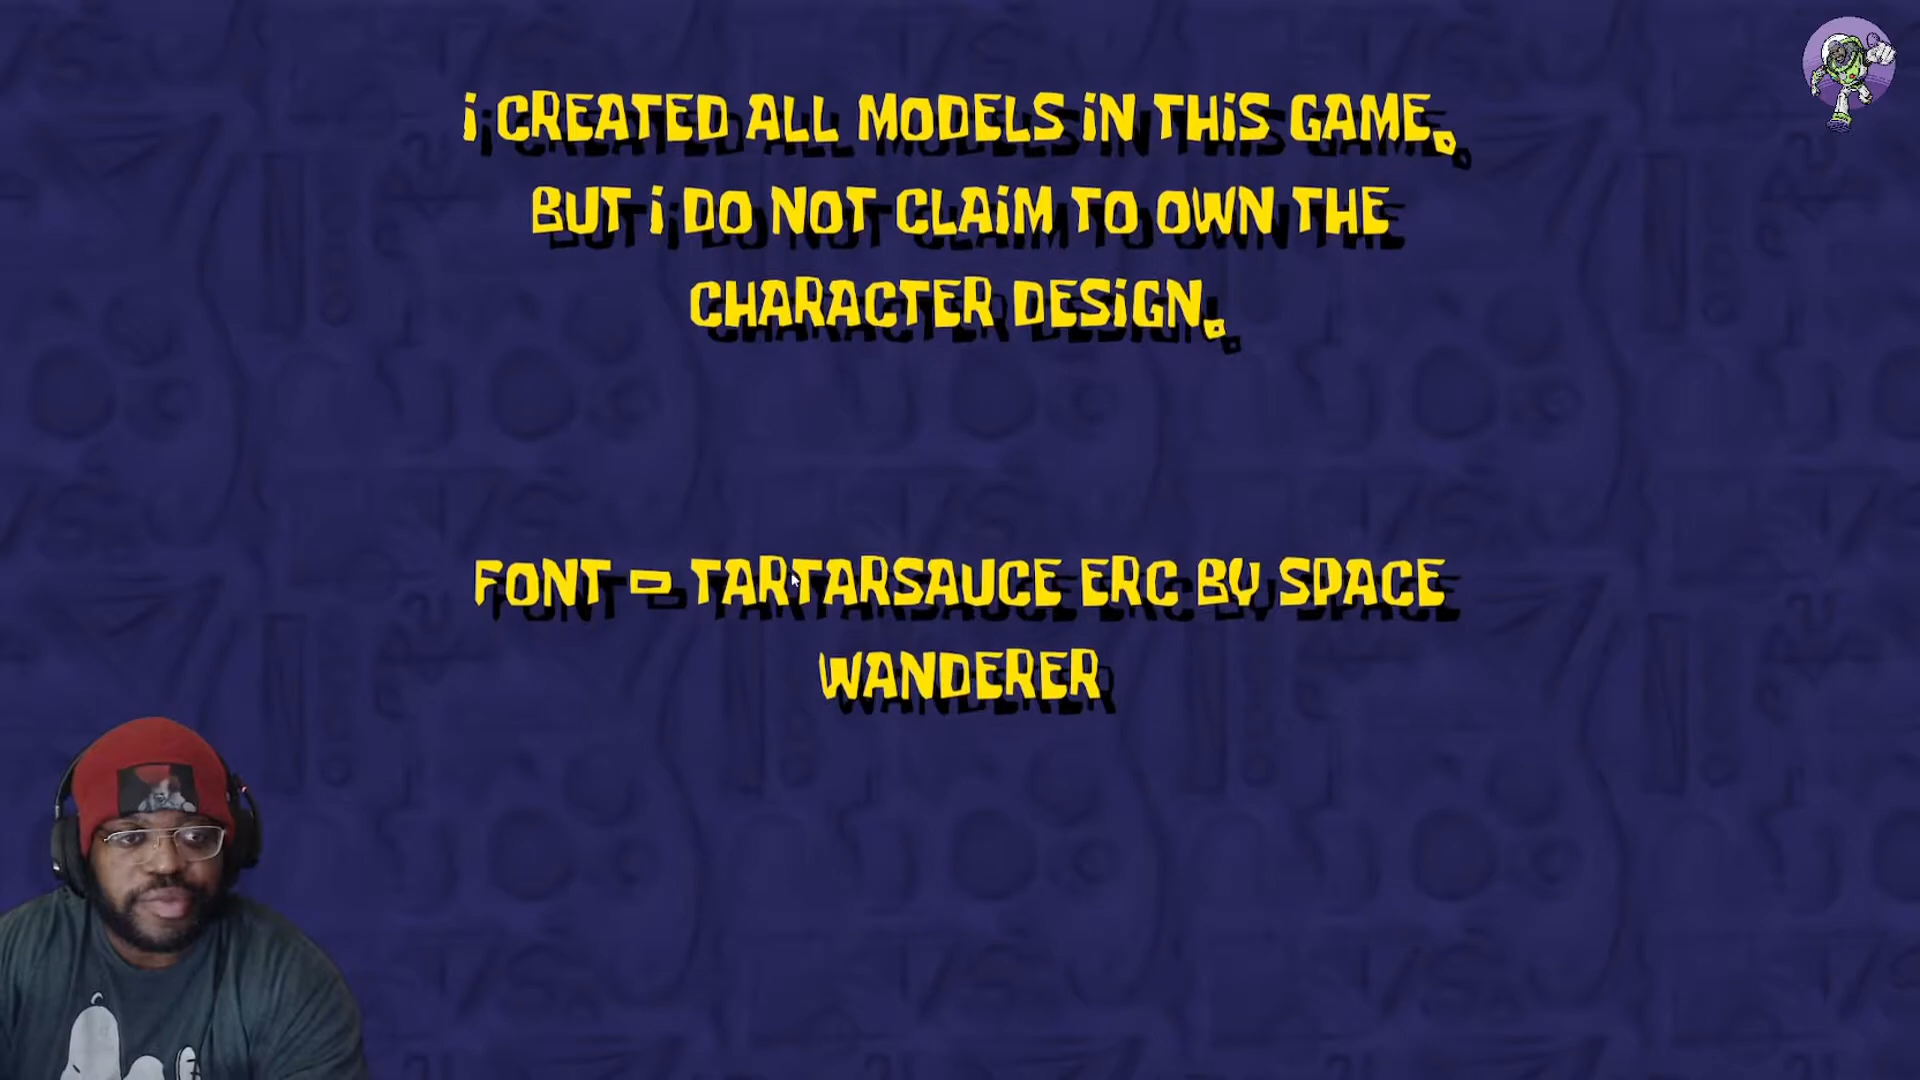 i CREATED ALL MODELS iN THiS GAME.
BUT i DO NOT CLAiM TO OWN THE
CHARACTER DESiGN.
FONT = TARTARSAUCE ERC BY SPACE
WANDERER